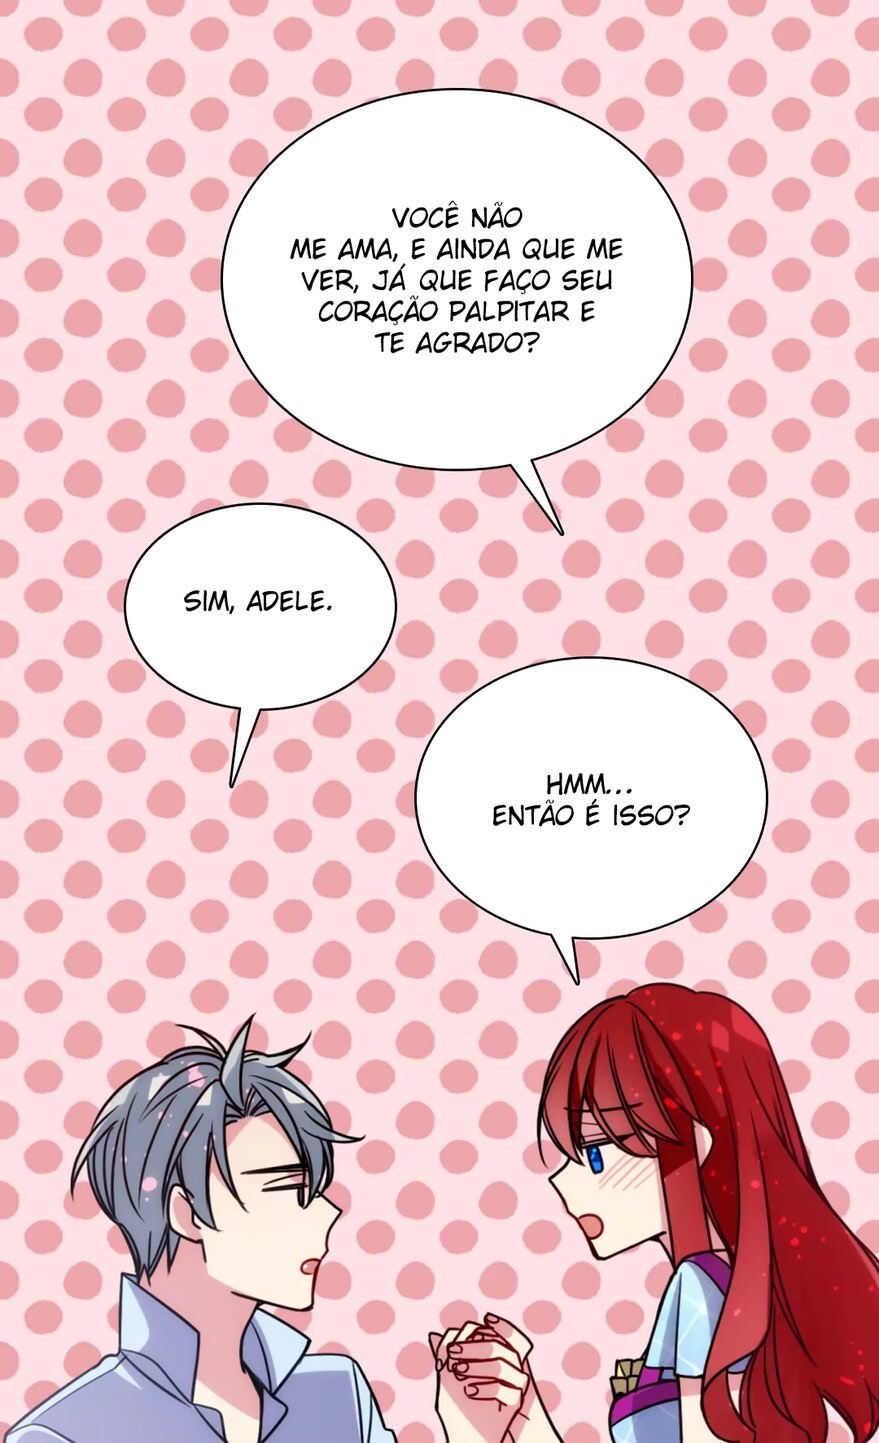 VOCÊ NÃO
ME AMA, E AINDA QUE ME
VER, JÁ QUE FAÇO SEU
CORAÇÃO PALPITAR E
TE AGRADO?
SIM, ADELE.
HMM...
ENTÃO É ISSO?